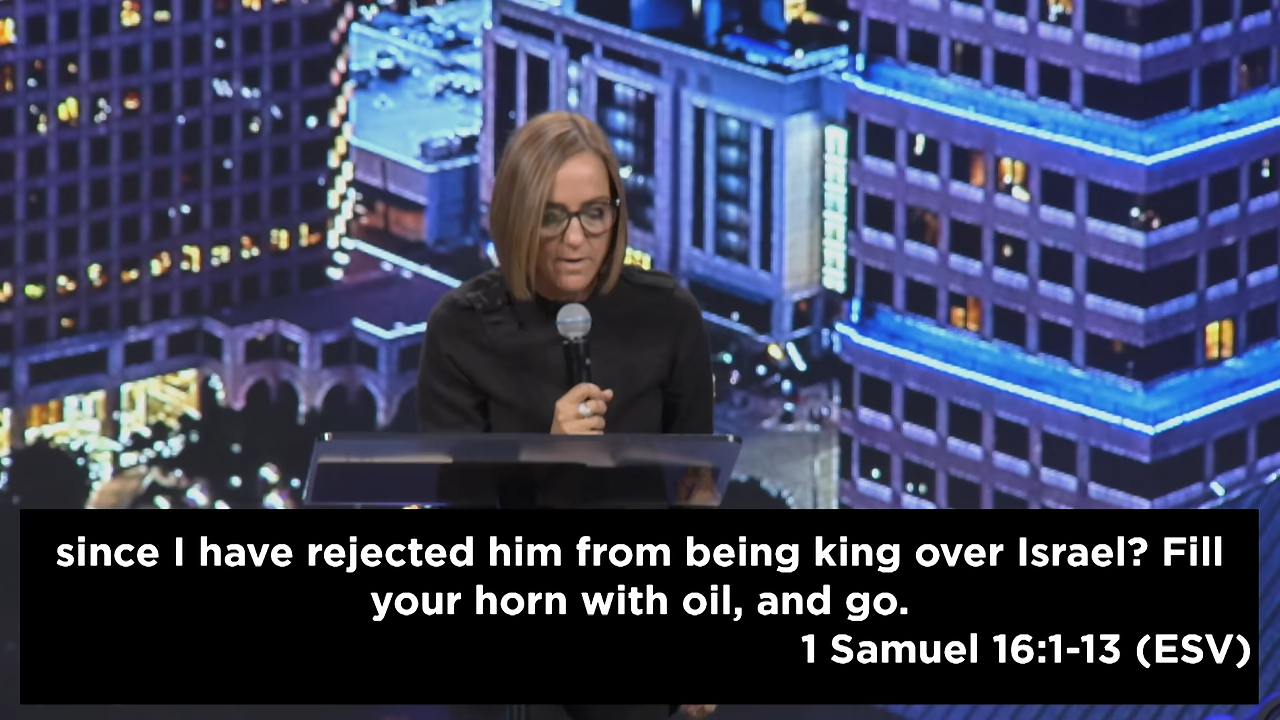 since I have rejected him from being king over Israel? Fill
your horn with oil, and go.
1 Samuel 16:1-13 (ESV)